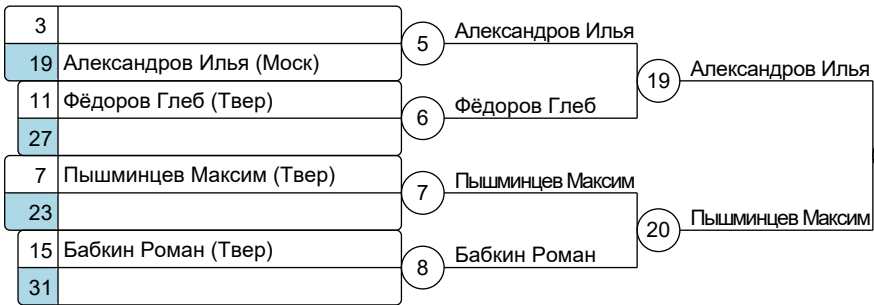 3
19 Александров Илья (Моск)
11 Фёдоров Глеб (Твер)
27
7 Пышминцев Максим (Твер)
23
15 Бабкин Роман (Твер)
31
5 Александров Илья
6 Фёдоров Глеб
7 Пышминцев Максим
8 Бабкин Роман
19 Александров Илья
20 Пышминцев Максим